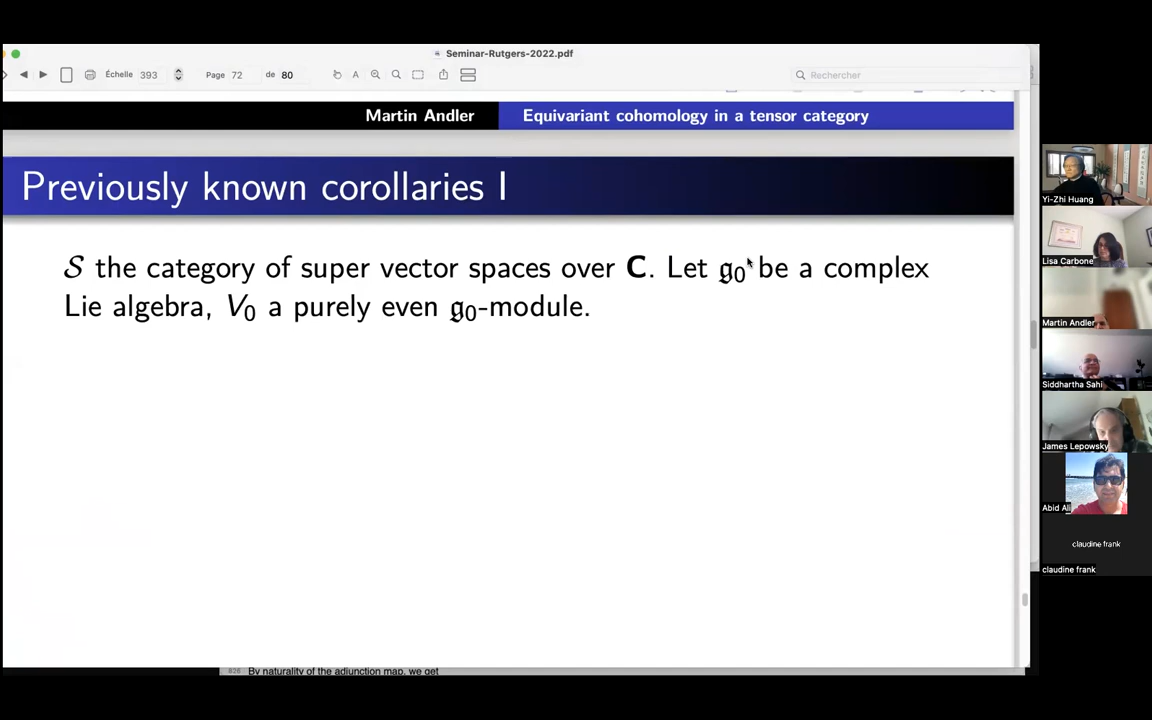 Seminar-Rutgers-2022.pdf
Échelle 393
Page 72 de 80
Rechercher
Martin Andler
Equivariant cohomology in a tensor category
Previously known corollaries I
𝒮 the category of super vector spaces over C. Let 𝔤₀ be a complex
Lie algebra, V₀ a purely even 𝔤₀-module.
By naturality of the adjunction map, we get
Yi-Zhi Huang
Lisa Carbone
Martin Andler
Siddhartha Sahi
James Lepowsky
Abid Ali
claudine frank
claudine frank